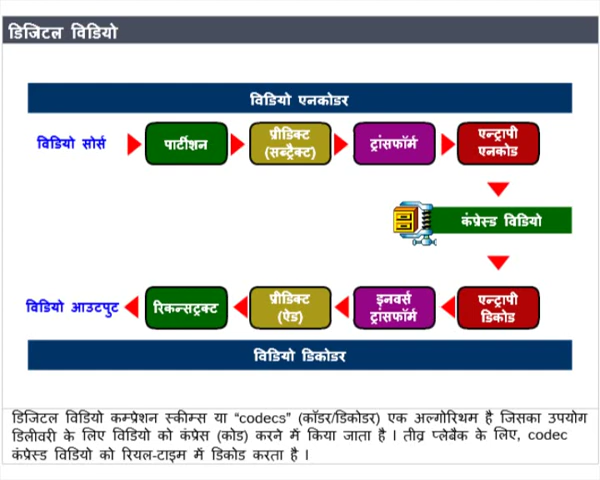 डिजिटल विडियो
विडियो एनकोडर
विडियो सोर्स
पार्टीशन
प्रीडिक्ट
(सब्ट्रैक्ट)
ट्रांसफॉर्म
एन्ट्रापी
एनकोड
कंप्रेस्ड विडियो
विडियो आउटपुट
रिकन्सट्रक्ट
प्रीडिक्ट
(ऐड)
इनवर्स
ट्रांसफॉर्म
एन्ट्रापी
डिकोड
विडियो डिकोडर
डिजिटल विडियो कम्प्रेशन स्कीम्स या “codecs” (कॉडर/डिकोडर) एक अल्गोरिथम है जिसका उपयोग
डिलीवरी के लिए विडियो को कंप्रेस (कोड) करने में किया जाता है । तीव्र प्लेबैक के लिए, codec
कंप्रेस्ड विडियो को रियल-टाइम में डिकोड करता है ।